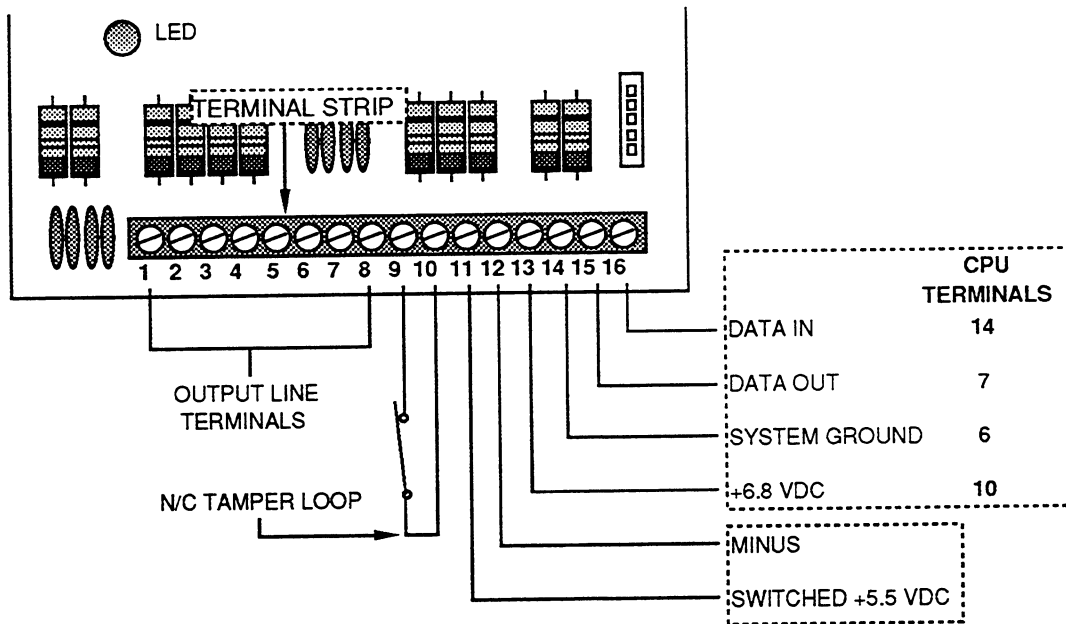 LED
TERMINAL STRIP
1 2 3 4 5 6 7 8 9 10 11 12 13 14 15 16
CPU
TERMINALS
DATA IN 14
DATA OUT 7
OUTPUT LINE
TERMINALS
SYSTEM GROUND 6
N/C TAMPER LOOP
+6.8 VDC 10
MINUS
SWITCHED +5.5 VDC